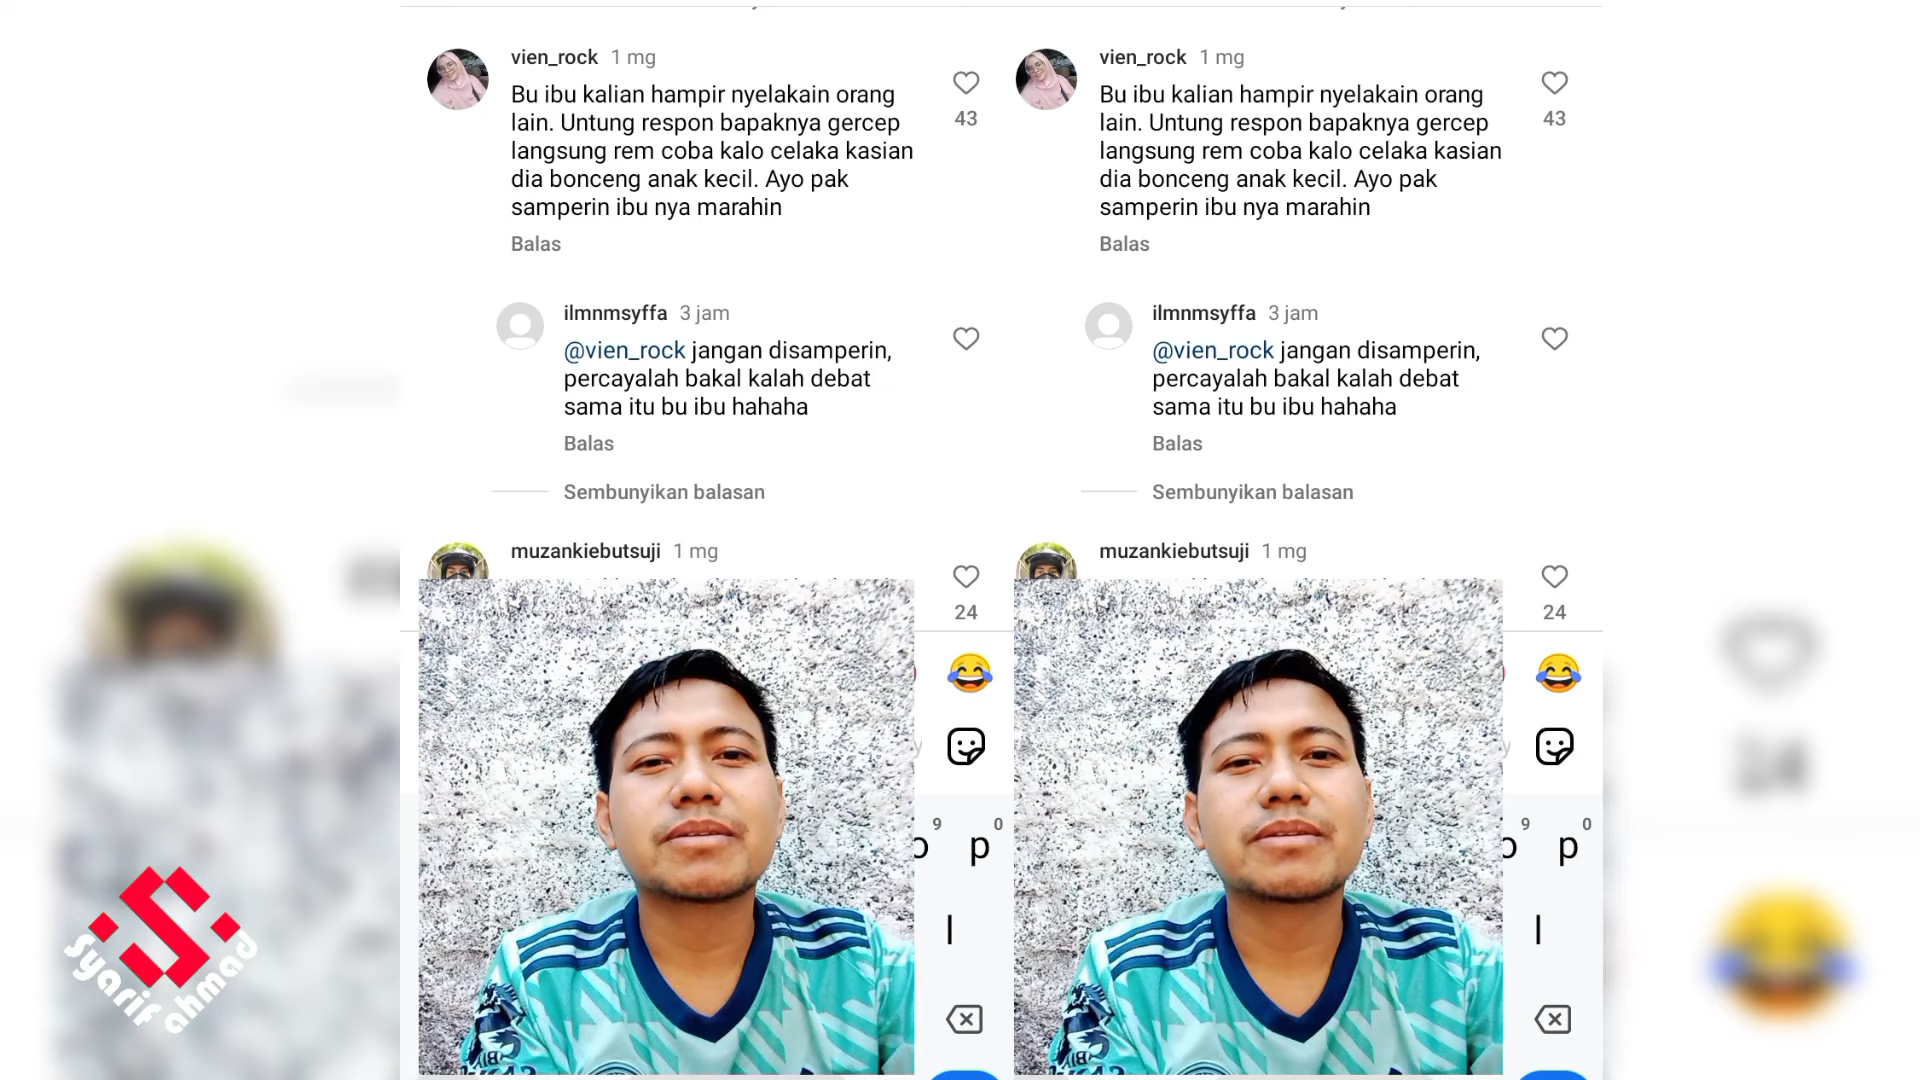 vien_rock 1 mg
Bu ibu kalian hampir nyelakain orang
lain. Untung respon bapaknya gercep
langsung rem coba kalo celaka kasian
dia bonceng anak kecil. Ayo pak
samperin ibu nya marahin
43
Balas
ilmnmsyffa 3 jam
@vien_rock jangan disamperin,
percayalah bakal kalah debat
sama itu bu ibu hahaha
Balas
Sembunyikan balasan
muzankiebutsuji 1 mg
24
9 0
o p
l
vien_rock 1 mg
Bu ibu kalian hampir nyelakain orang
lain. Untung respon bapaknya gercep
langsung rem coba kalo celaka kasian
dia bonceng anak kecil. Ayo pak
samperin ibu nya marahin
43
Balas
ilmnmsyffa 3 jam
@vien_rock jangan disamperin,
percayalah bakal kalah debat
sama itu bu ibu hahaha
Balas
Sembunyikan balasan
muzankiebutsuji 1 mg
24
9 0
o p
l
Syarif ahmad